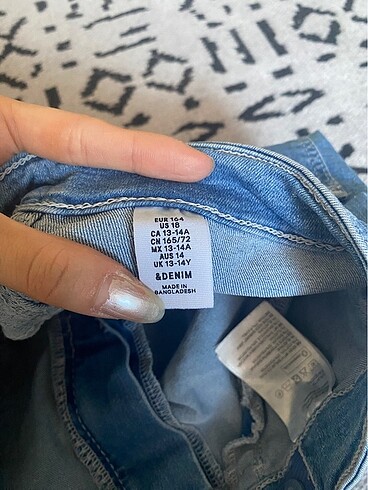 EUR 164
US 18
CA 13-14A
CN 165/72
MX 13-14A
AUS 14
UK 13-14Y
&DENIM
MADE IN
BANGLADESH